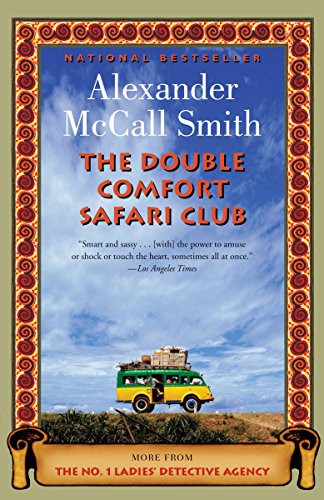 NATIONAL BESTSELLER
Alexander
McCall Smith
THE DOUBLE
COMFORT
SAFARI CLUB
"Smart and sassy . . . [with] the power to amuse
or shock or touch the heart, sometimes all at once."
—Los Angeles Times
MORE FROM
THE NO. 1 LADIES' DETECTIVE AGENCY